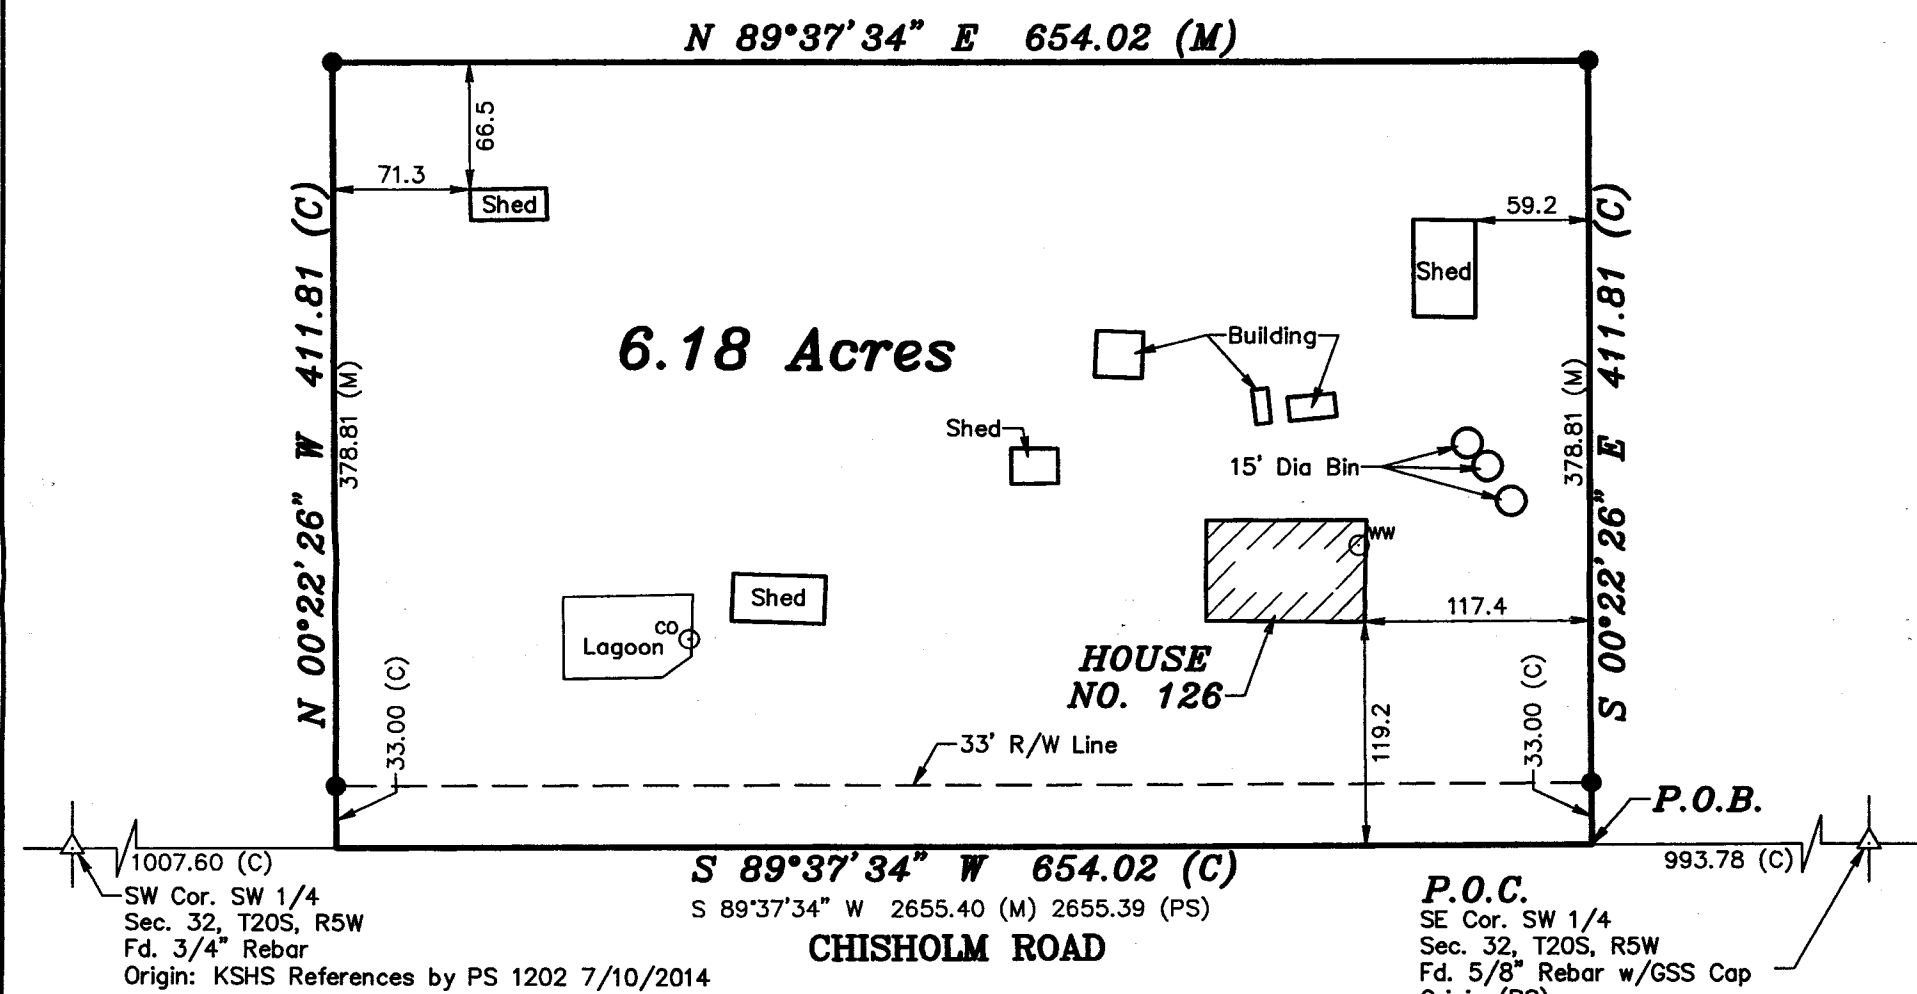 N 89°37'34" E 654.02 (M)
66.5
71.3
Shed
59.2
Shed
N 00°22'26" W 411.81 (C)
378.81 (M)
6.18 Acres
Building
Shed
15' Dia Bin
378.81 (M)
S 00°22'26" E 411.81 (C)
WW
Shed
CO
Lagoon
117.4
HOUSE
NO. 126
119.2
33.00 (C)
33.00 (C)
33' R/W Line
P.O.B.
1007.60 (C)
S 89°37'34" W 654.02 (C)
993.78 (C)
S 89°37'34" W 2655.40 (M) 2655.39 (PS)
CHISHOLM ROAD
SW Cor. SW 1/4
Sec. 32, T20S, R5W
Fd. 3/4" Rebar
Origin: KSHS References by PS 1202 7/10/2014
P.O.C.
SE Cor. SW 1/4
Sec. 32, T20S, R5W
Fd. 5/8" Rebar w/GSS Cap